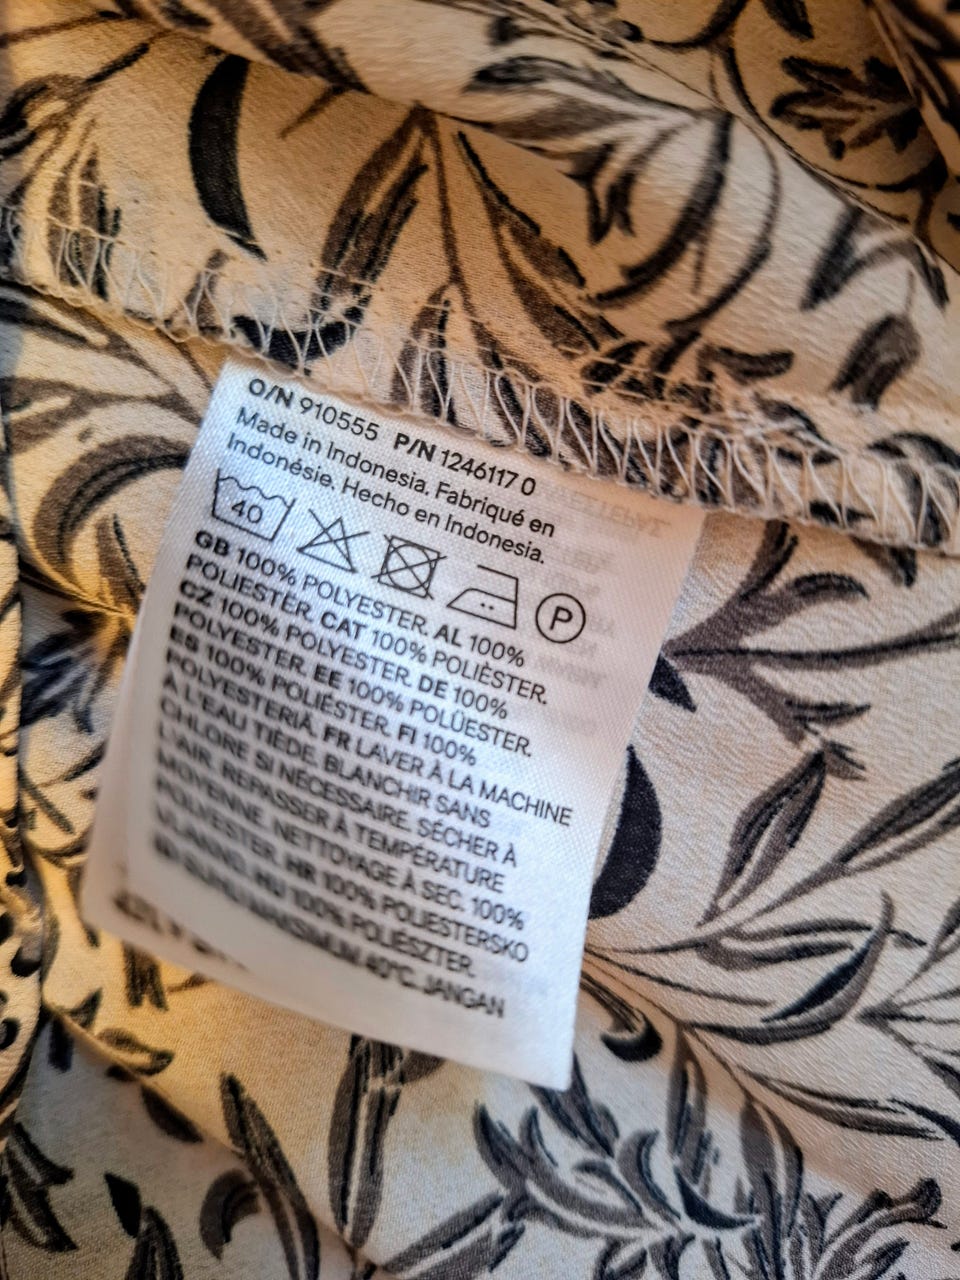 O/N 910555 P/N 1246117 0
Made in Indonesia. Fabriqué en
Indonésie. Hecho en Indonesia.
40 P
GB 100% POLYESTER. AL 100%
POLIESTËR. CAT 100% POLIÈSTER.
CZ 100% POLYESTER. DE 100%
POLYESTER. EE 100% POLÜESTER.
ES 100% POLIÉSTER. FI 100%
POLYESTERIÄ. FR LAVER À LA MACHINE
À L'EAU TIÈDE. BLANCHIR SANS
CHLORE SI NÉCESSAIRE. SÉCHER À
L'AIR. REPASSER À TEMPÉRATURE
MOYENNE. NETTOYAGE À SEC. 100%
POLYESTER. HR 100% POLIESTERSKO
VLAKNO. HU 100% POLIÉSZTER.
MAKSIMUM 40°C. JANGAN